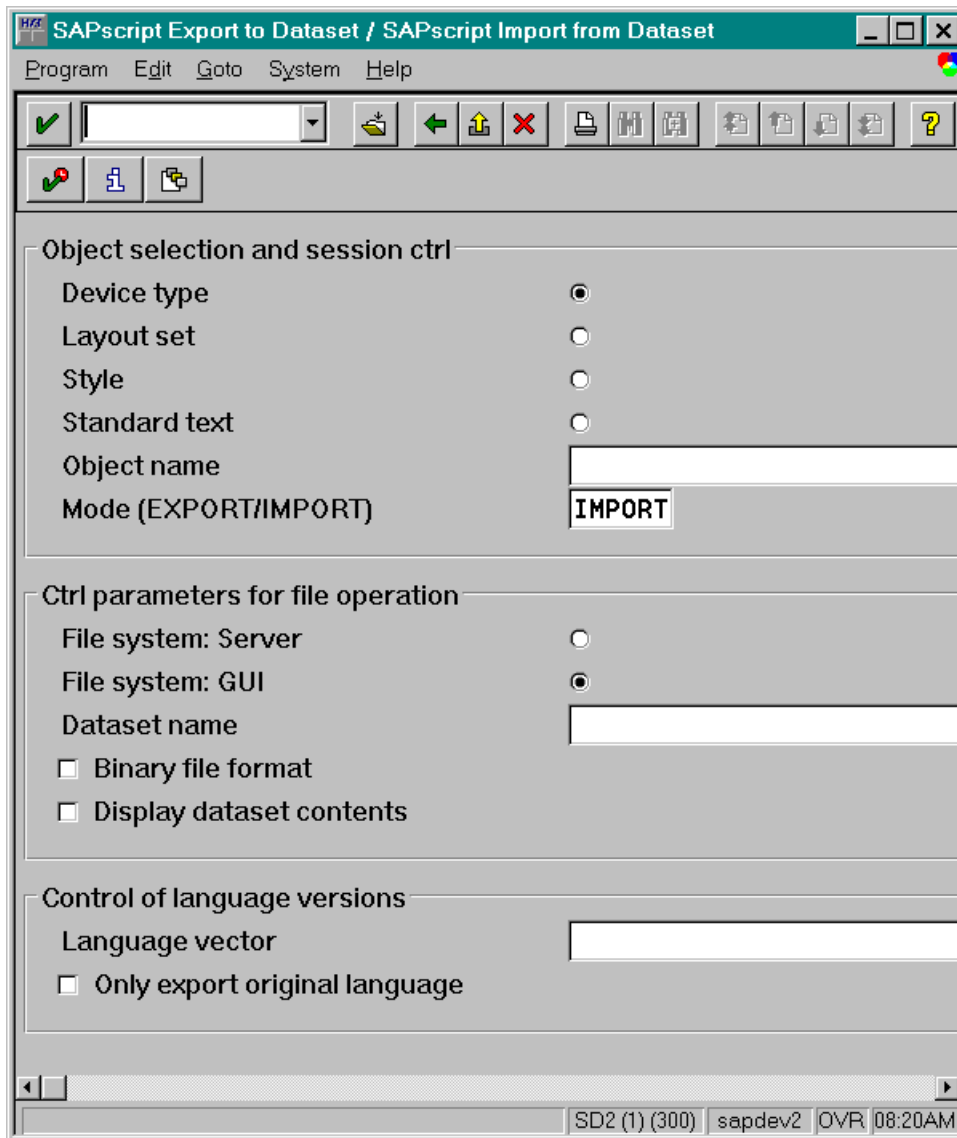 SAPscript Export to Dataset / SAPscript Import from Dataset
Program Edit Goto System Help
Object selection and session ctrl
Device type
Layout set
Style
Standard text
Object name
Mode (EXPORT/IMPORT) IMPORT
Ctrl parameters for file operation
File system: Server
File system: GUI
Dataset name
Binary file format
Display dataset contents
Control of language versions
Language vector
Only export original language
SD2 (1) (300) sapdev2 OVR 08:20AM